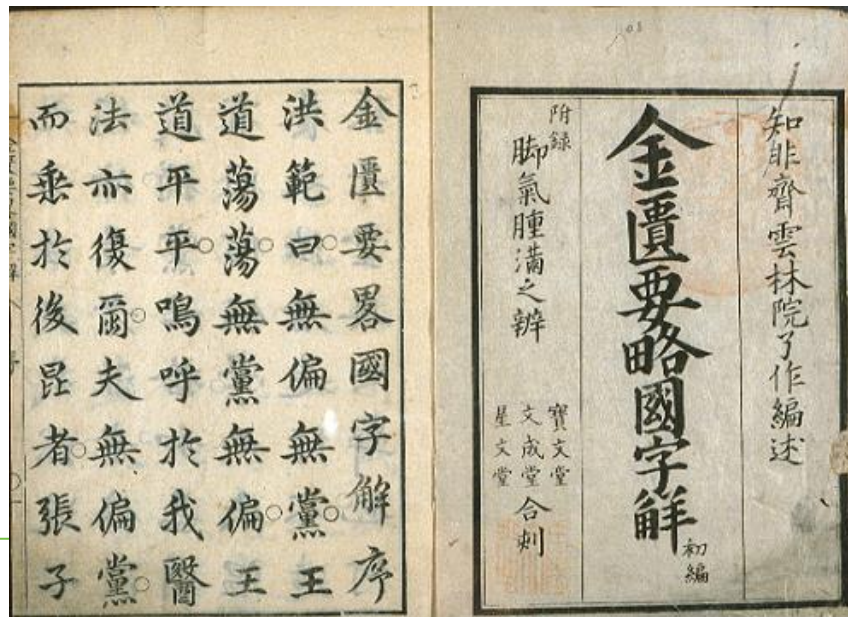 知非齋雲林院了作編述
金匱要略國字解
初編
附録
脚氣腫満之辨
寶文堂
文成堂
星文堂
合刻
金匱要畧國字解序
洪範曰無偏無黨王
道蕩蕩無黨無偏王
道平平鳴呼於我醫
法亦復爾夫無偏黨
而垂於後昆者張子